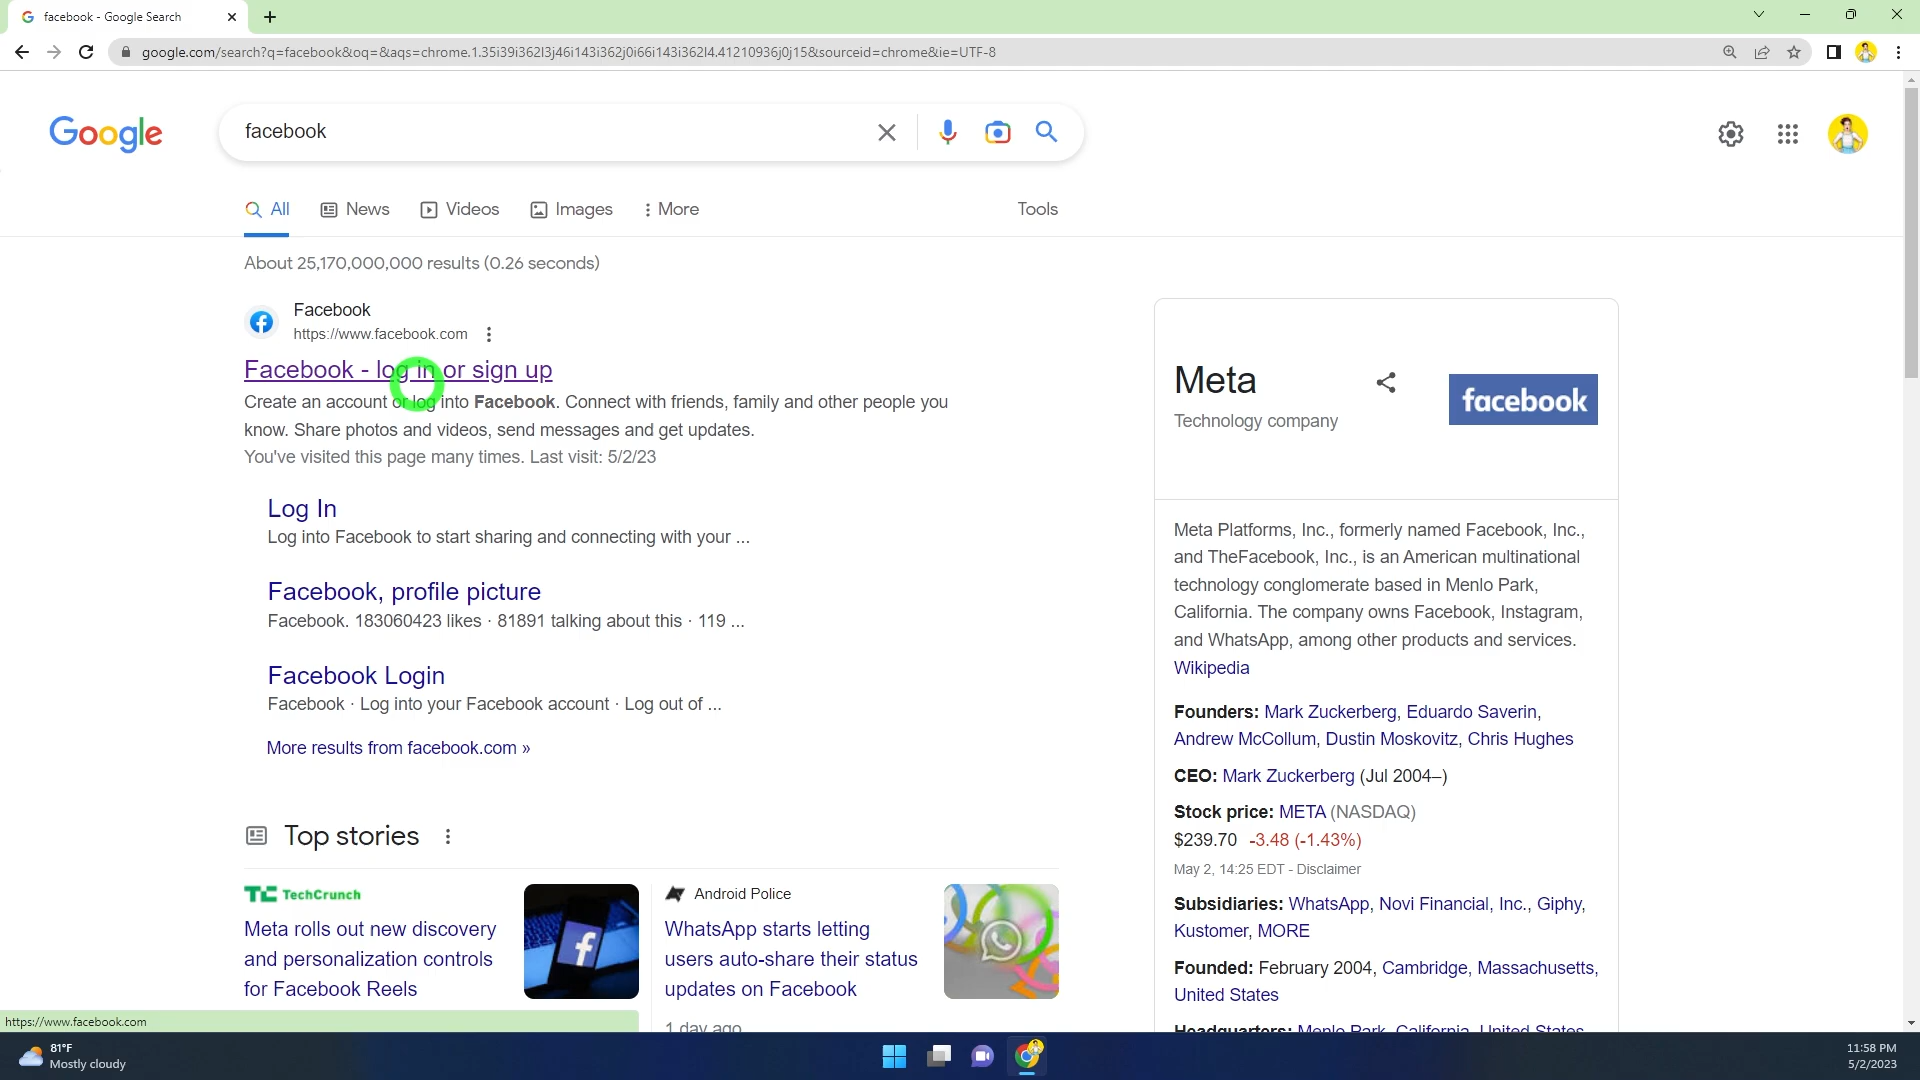 facebook - Google Search
google.com/search?q=facebook&oq=&aqs=chrome.1.35i39i362l3j46i143i362j0i66i143i362l4.41210936j0j15&sourceid=chrome&ie=UTF-8
Google
facebook
All
News
Videos
Images
More
Tools
About 25,170,000,000 results (0.26 seconds)
Facebook
https://www.facebook.com
Facebook - log in or sign up
Create an account or log into Facebook. Connect with friends, family and other people you
know. Share photos and videos, send messages and get updates.
You've visited this page many times. Last visit: 5/2/23
Log In
Log into Facebook to start sharing and connecting with your ...
Facebook, profile picture
Facebook. 183060423 likes · 81891 talking about this · 119 ...
Facebook Login
Facebook · Log into your Facebook account · Log out of ...
More results from facebook.com »
Top stories
TC TechCrunch
Meta rolls out new discovery
and personalization controls
for Facebook Reels
Android Police
WhatsApp starts letting
users auto-share their status
updates on Facebook
1 day ago
Meta
Technology company
facebook
Meta Platforms, Inc., formerly named Facebook, Inc.,
and TheFacebook, Inc., is an American multinational
technology conglomerate based in Menlo Park,
California. The company owns Facebook, Instagram,
and WhatsApp, among other products and services.
Wikipedia
Founders: Mark Zuckerberg, Eduardo Saverin,
Andrew McCollum, Dustin Moskovitz, Chris Hughes
CEO: Mark Zuckerberg (Jul 2004–)
Stock price: META (NASDAQ)
$239.70 -3.48 (-1.43%)
May 2, 14:25 EDT - Disclaimer
Subsidiaries: WhatsApp, Novi Financial, Inc., Giphy,
Kustomer, MORE
Founded: February 2004, Cambridge, Massachusetts,
United States
Headquarters: Menlo Park, California, United States
https://www.facebook.com
81°F
Mostly cloudy
11:58 PM
5/2/2023